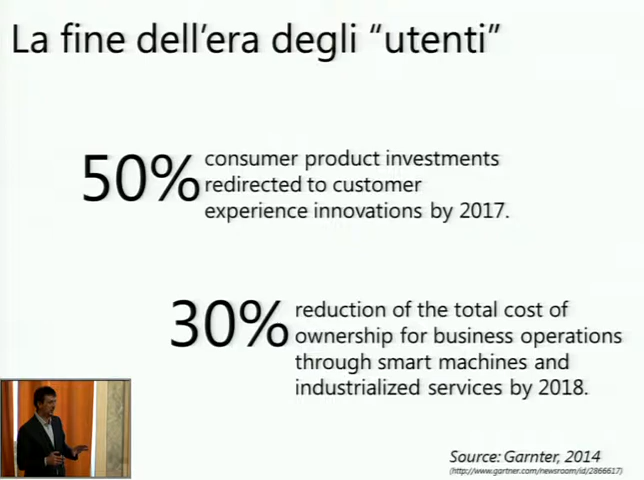 La fine dell'era degli "utenti"
50%
consumer product investments
redirected to customer
experience innovations by 2017.
30%
reduction of the total cost of
ownership for business operations
through smart machines and
industrialized services by 2018.
Source: Garnter, 2014
(http://www.gartner.com/newsroom/id/2866617)